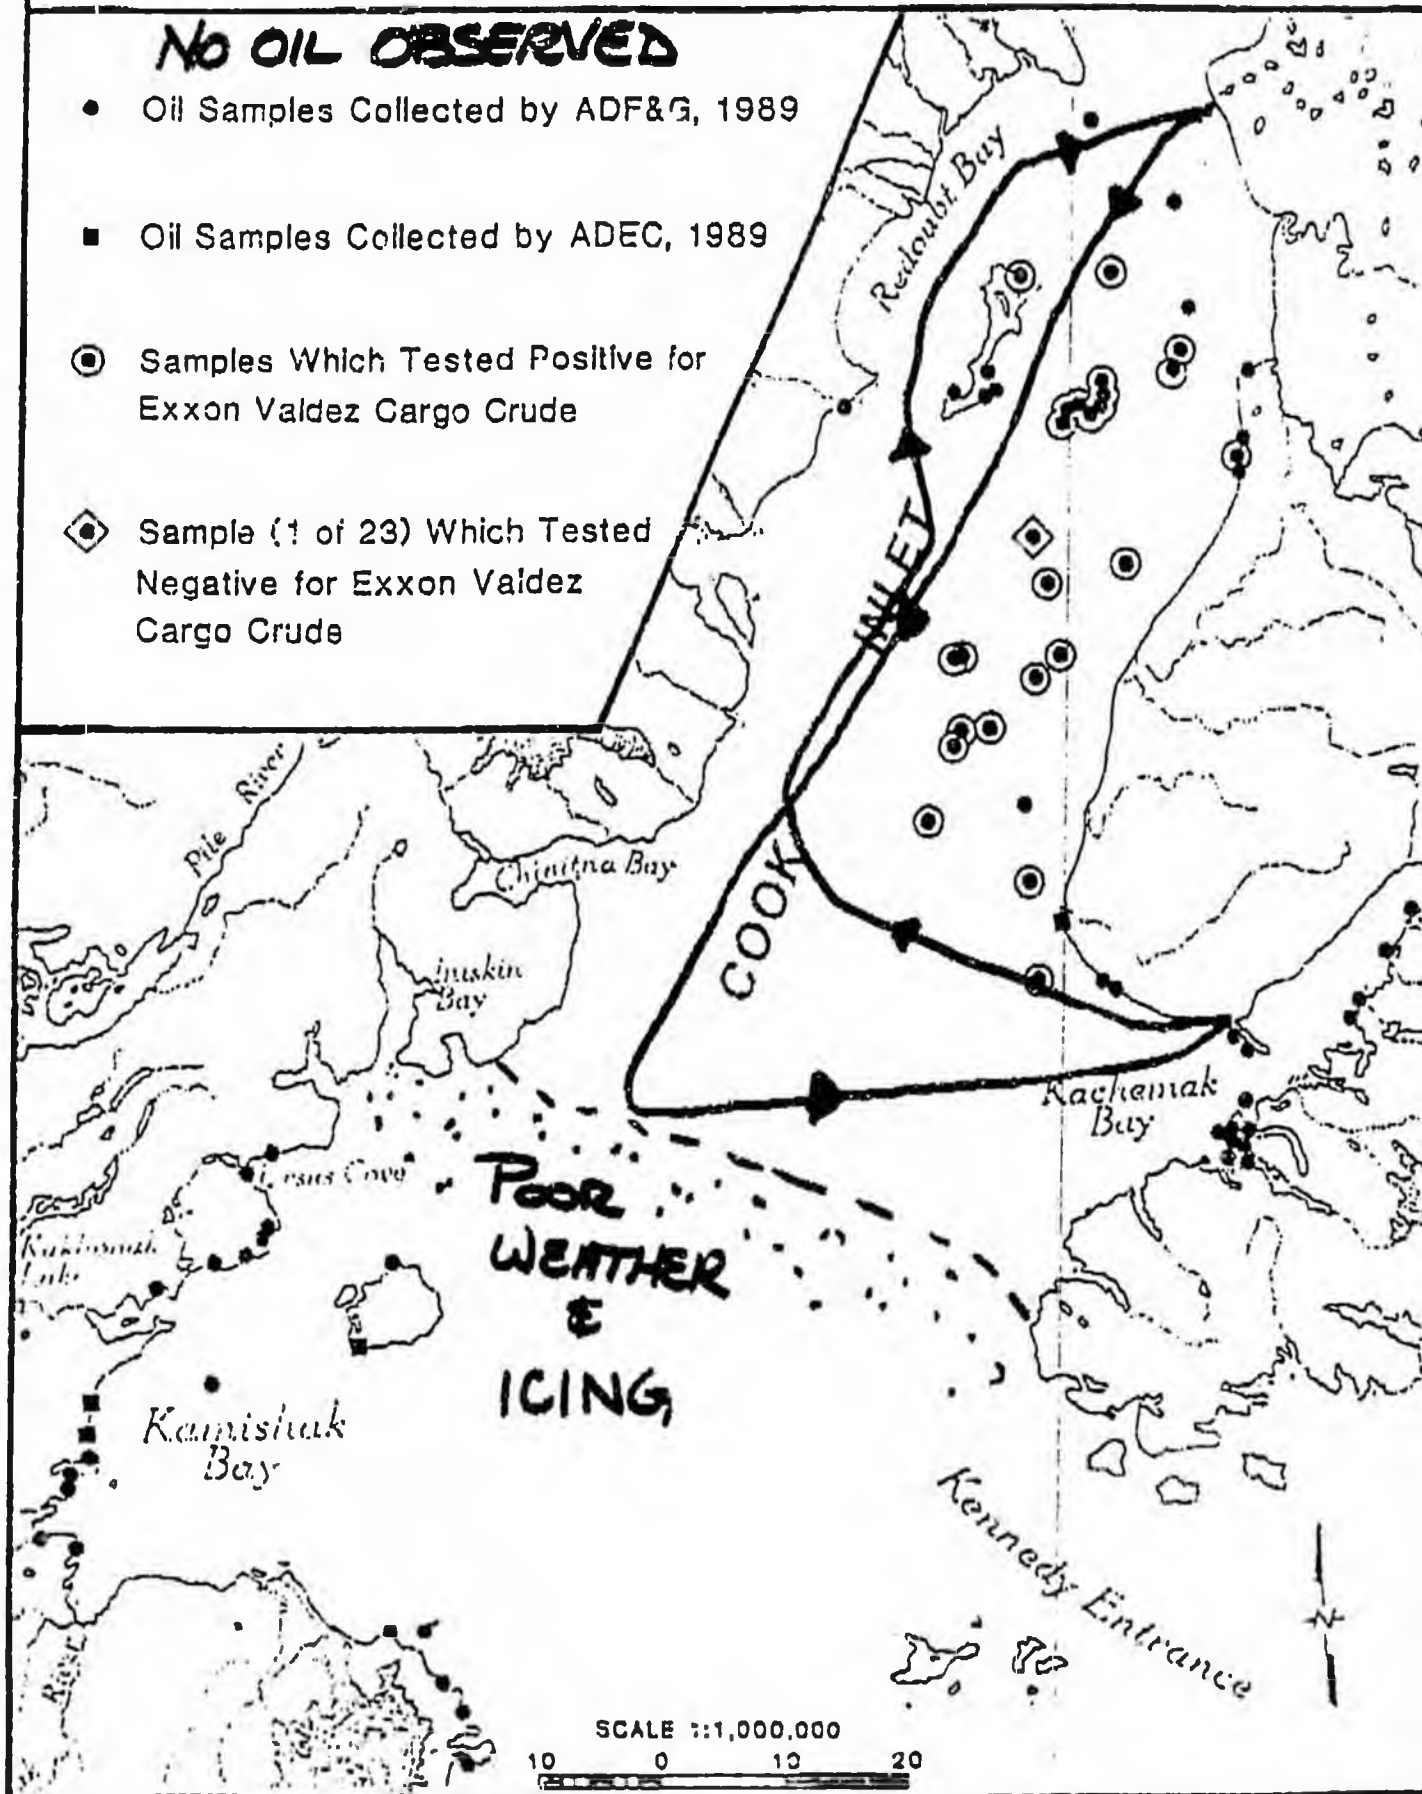 NO OIL OBSERVED
Oil Samples Collected by ADF&G, 1989
Oil Samples Collected by ADEC, 1989
Samples Which Tested Positive for
Exxon Valdez Cargo Crude
Sample (1 of 23) Which Tested
Negative for Exxon Valdez
Cargo Crude
Redoubt Bay
COOK INLET
Pile River
Chinitna Bay
Iniskin
Bay
Kachemak
Bay
Ursus Cove
POOR
WEATHER
&
ICING
Kamishak
Bay
Kennedy Entrance
River
N
SCALE 1:1,000,000
10 0 10 20